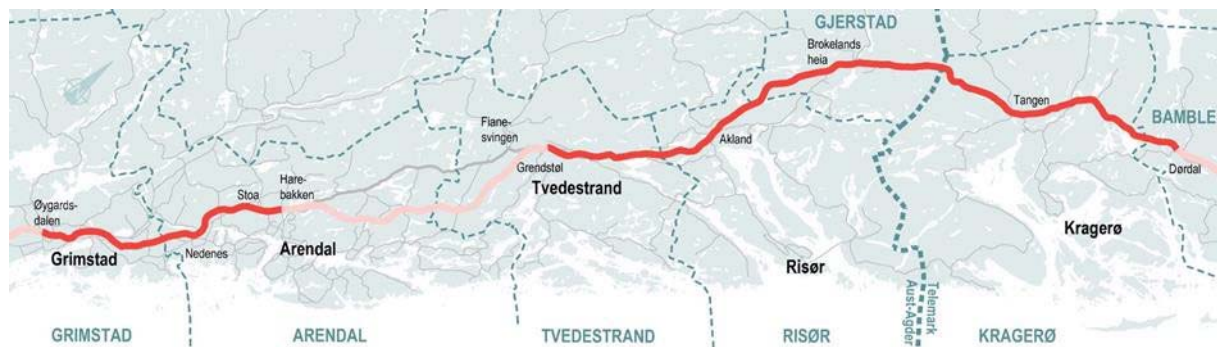 GJERSTAD
Brokelands
heia
Tangen
BAMBLE
Fiane-
svingen
Akland
Grendstøl
Dørdal
Tvedestrand
Hare-
bakken
Stoa
Øygards-
dalen
Grimstad
Nedenes
Arendal
Risør
Kragerø
Telemark
Aust-Agder
GRIMSTAD
ARENDAL
TVEDESTRAND
RISØR
KRAGERØ